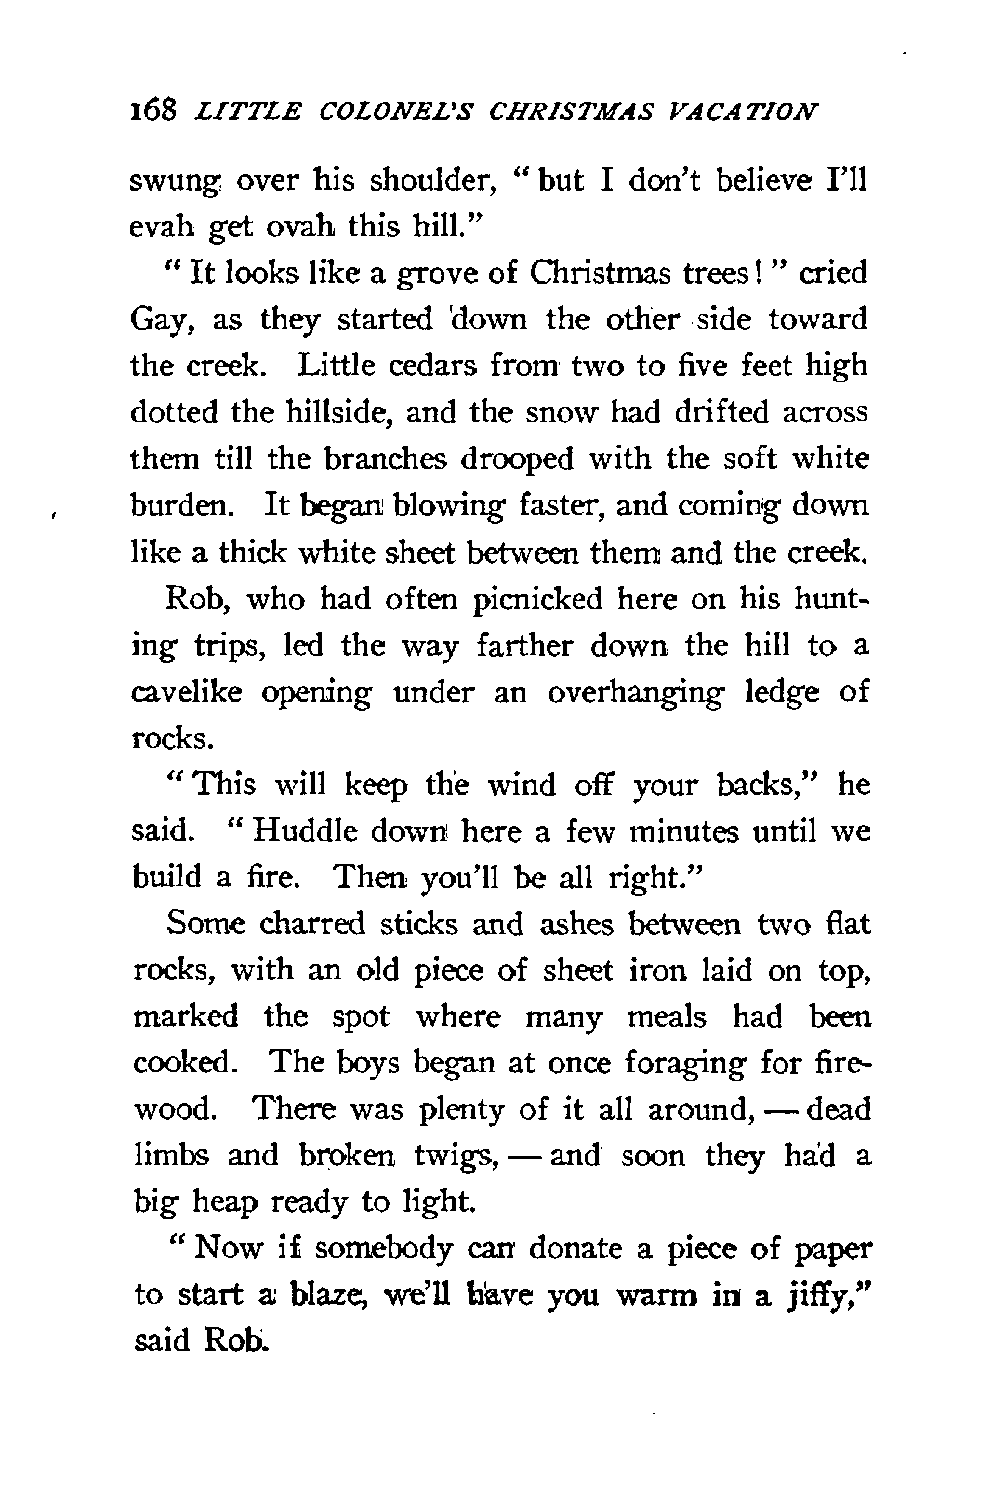 168 LITTLE COLONEL'S CHRISTMAS VACATION
swung over his shoulder, “ but I don't believe I'll
evah get ovah this hill.”
“ It looks like a grove of Christmas trees! ” cried
Gay, as they started down the other side toward
the creek. Little cedars from two to five feet high
dotted the hillside, and the snow had drifted across
them till the branches drooped with the soft white
burden. It began blowing faster, and coming down
like a thick white sheet between them and the creek.
Rob, who had often picnicked here on his hunt-
ing trips, led the way farther down the hill to a
cavelike opening under an overhanging ledge of
rocks.
“ This will keep the wind off your backs,” he
said. “ Huddle down here a few minutes until we
build a fire. Then you'll be all right.”
Some charred sticks and ashes between two flat
rocks, with an old piece of sheet iron laid on top,
marked the spot where many meals had been
cooked. The boys began at once foraging for fire-
wood. There was plenty of it all around, — dead
limbs and broken twigs, — and soon they had a
big heap ready to light.
“ Now if somebody can donate a piece of paper
to start a blaze, we'll have you warm in a jiffy,”
said Rob.